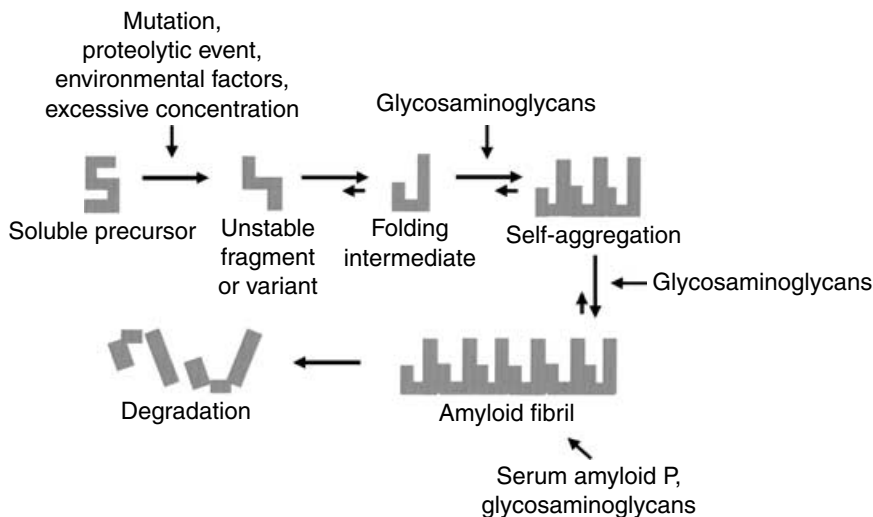 Mutation,
proteolytic event,
environmental factors,
excessive concentration
Glycosaminoglycans
Soluble precursor
Unstable
fragment
or variant
Folding
intermediate
Self-aggregation
Glycosaminoglycans
Degradation
Amyloid fibril
Serum amyloid P,
glycosaminoglycans